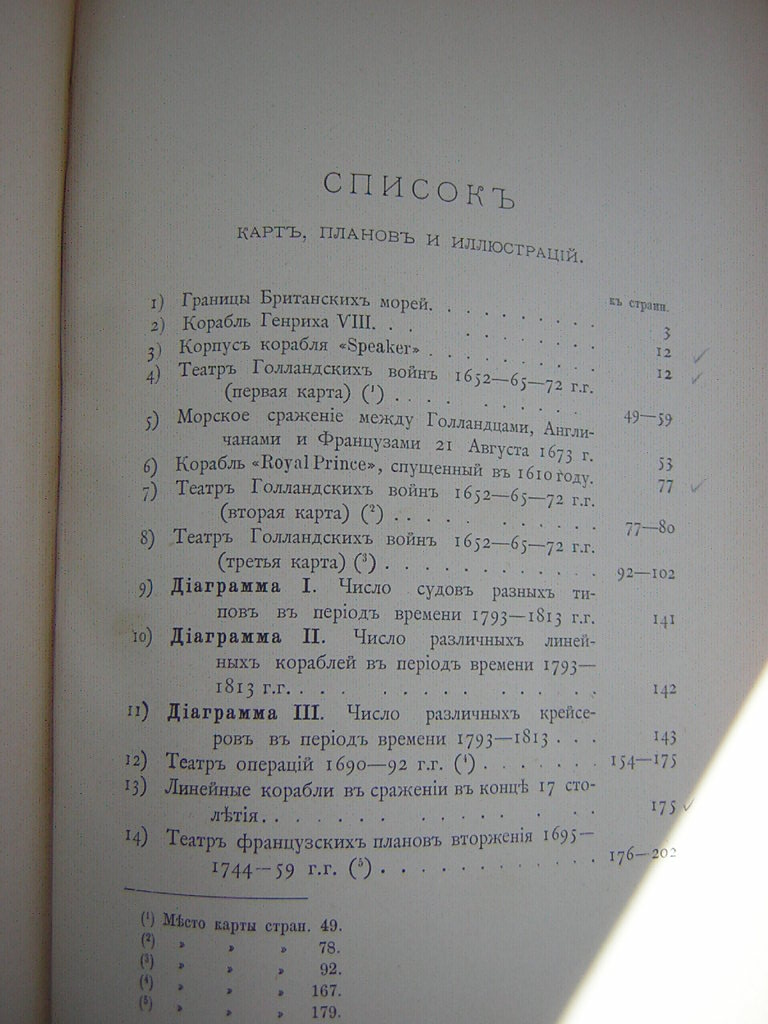 СПИСОКЪ
КАРТЪ, ПЛАНОВЪ И ИЛЛЮСТРАЦІЙ.
къ стран.
1) Границы Британскихъ морей. . . . . . . . . 3
2) Корабль Генриха VIII. . . . . . . . . 12
3) Корпусъ корабля «Speaker» . . . . . . . . 12
4) Театръ Голландскихъ войнъ 1652—65—72 г.г.
(первая карта) (¹) . . . . . . . . . 49—59
5) Морское сраженіе между Голландцами, Англи-
чанами и Французами 21 Августа 1673 г. 53
6) Корабль «Royal Prince», спущенный въ 1610 году. 77
7) Театръ Голландскихъ войнъ 1652—65—72 г.г.
(вторая карта) (²) . . . . . . . . . 77—80
8) Театръ Голландскихъ войнъ 1652—65—72 г.г.
(третья карта) (³) . . . . . . . . . . 92—102
9) Діаграмма I. Число судовъ разныхъ ти-
повъ въ періодъ времени 1793—1813 г.г. 141
10) Діаграмма II. Число различныхъ линей-
ныхъ кораблей въ періодъ времени 1793—
1813 г.г. . . . . . . . . . . . 142
11) Діаграмма III. Число различныхъ крейсе-
ровъ въ періодъ времени 1793—1813 . . . 143
12) Театръ операцій 1690—92 г.г. (⁴) . . . . . . 154—175
13) Линейные корабли въ сраженіи въ концѣ 17 сто-
лѣтія. . . . . . . . . . . . . . 175
14) Театръ французскихъ плановъ вторженія 1695—
1744—59 г.г. (⁵) . . . . . . . . . . 176—202
(¹) Мѣсто карты стран. 49.
(²) » » » 78.
(³) » » » 92.
(⁴) » » » 167.
(⁵) » » » 179.